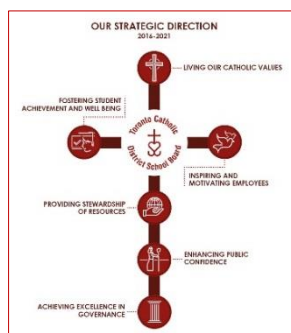 OUR STRATEGIC DIRECTION
2016-2021
LIVING OUR CATHOLIC VALUES
FOSTERING STUDENT
ACHIEVEMENT AND WELL BEING
Toronto Catholic
District School Board
INSPIRING AND
MOTIVATING EMPLOYEES
PROVIDING STEWARDSHIP
OF RESOURCES
ENHANCING PUBLIC
CONFIDENCE
ACHIEVING EXCELLENCE IN
GOVERNANCE